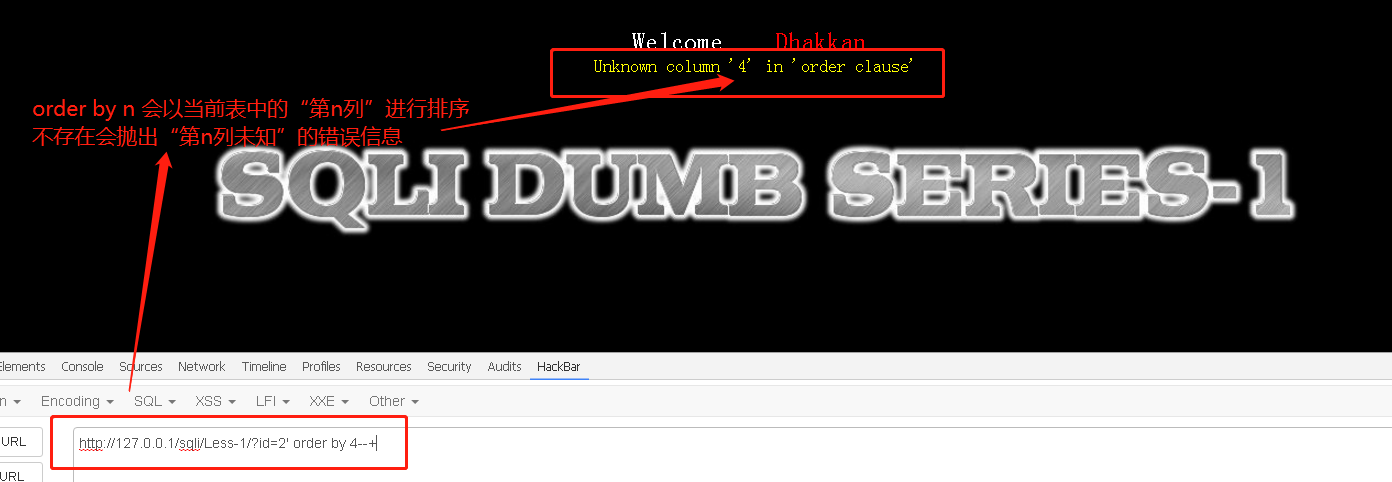 Welcome Dhakkan
Unknown column '4' in 'order clause'
order by n 会以当前表中的“第n列”进行排序
不存在会抛出“第n列未知”的错误信息
SQLI DUMB SERIES-1
Elements Console Sources Network Timeline Profiles Resources Security Audits HackBar
n Encoding SQL XSS LFI XXE Other
URL
http://127.0.0.1/sqli/Less-1/?id=2' order by 4--+
URL